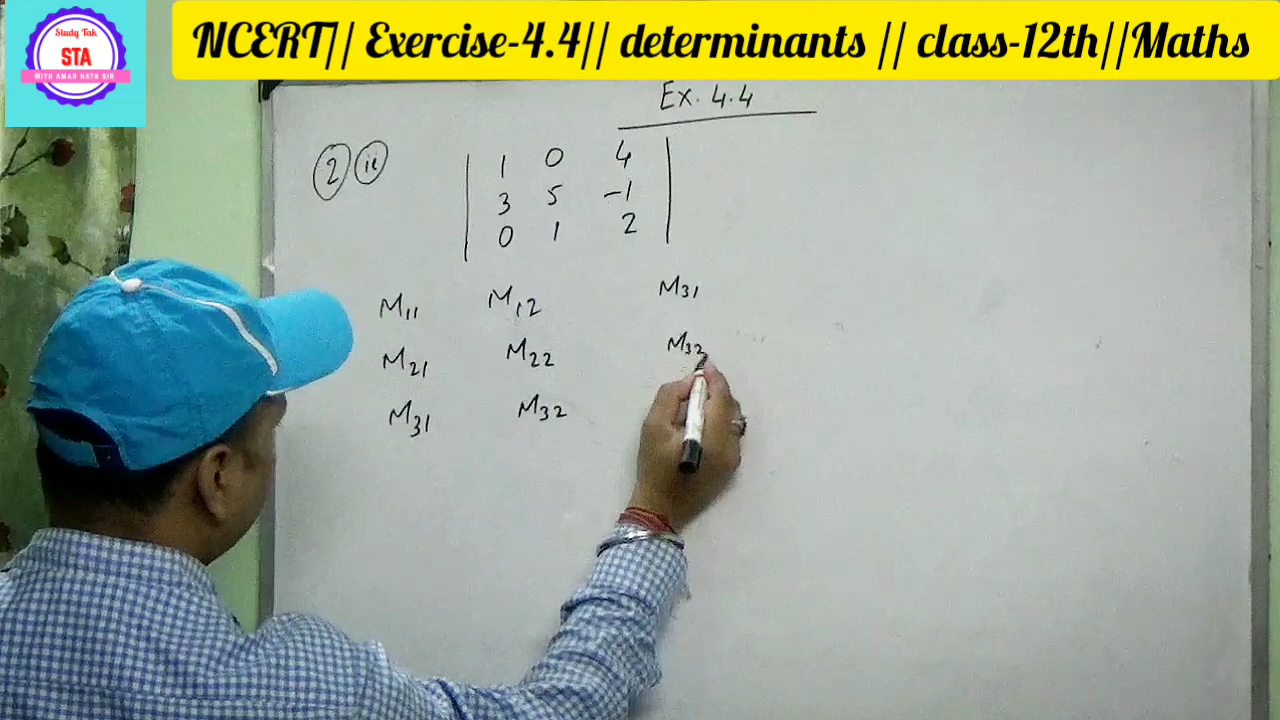 Study Tak
STA
WITH AMAR NATH SIR
NCERT// Exercise-4.4// determinants // class-12th//Maths
Ex. 4.4
2 ii
1 0 4
3 5 -1
0 1 2
M11 M12 M31
M21 M22 M32
M31 M32